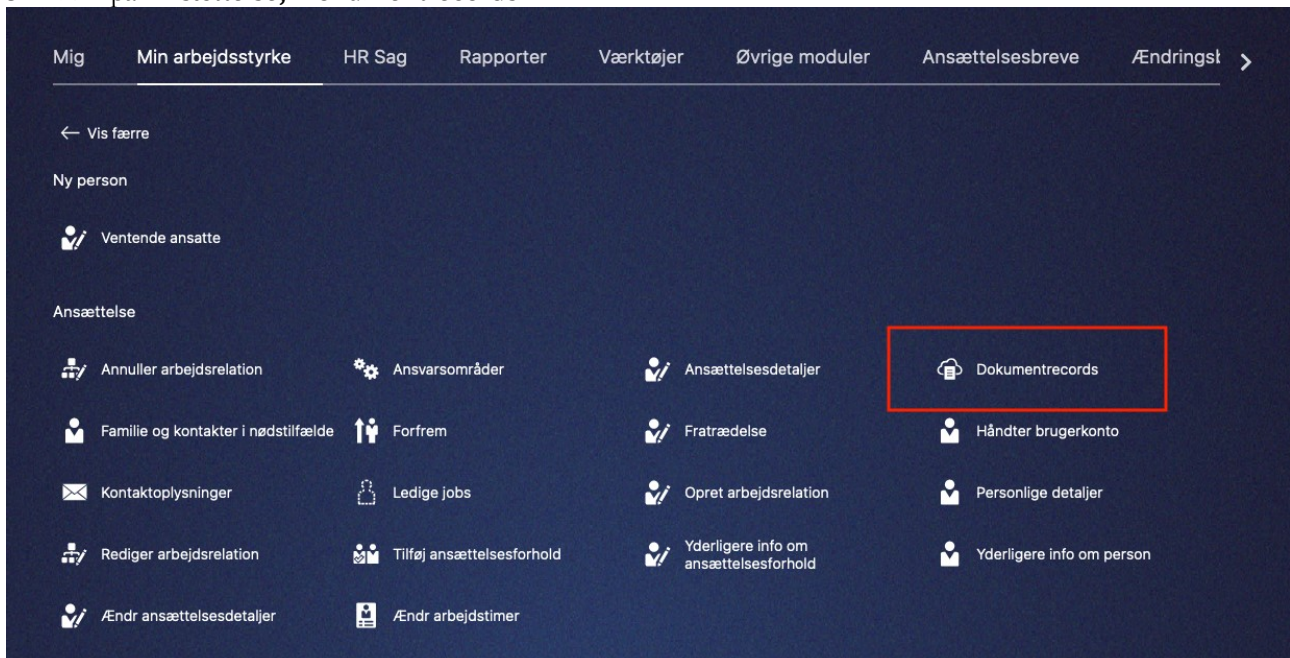 Mig Min arbejdsstyrke HR Sag Rapporter Værktøjer Øvrige moduler Ansættelsesbreve
Vis færre
Ny person
Ventende ansatte
Ansættelse
Annuller arbejdsrelation Ansvarsområder Ansættelsesdetaljer Dokumentrecords
Familie og kontakter i nødstilfælde Forfrem Fratrædelse Håndter brugerkonto
Kontaktoplysninger Ledige jobs Opret arbejdsrelation Personlige detaljer
Rediger arbejdsrelation Tilføj ansættelsesforhold Yderligere info om ansættelsesforhold Yderligere info om person
Ændr ansættelsesdetaljer Ændr arbejdstimer